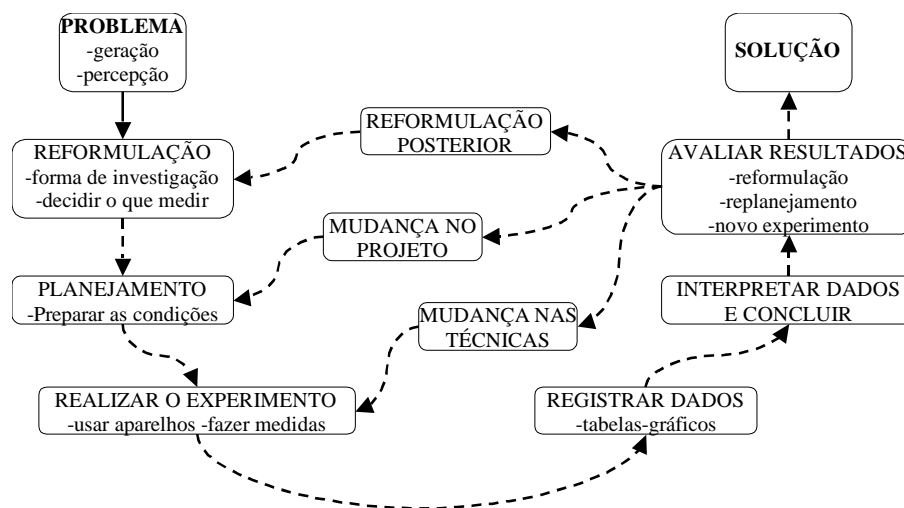 PROBLEMA
-geração
-percepção
SOLUÇÃO
REFORMULAÇÃO
POSTERIOR
REFORMULAÇÃO
-forma de investigação
-decidir o que medir
AVALIAR RESULTADOS
-reformulação
-replanejamento
-novo experimento
MUDANÇA NO
PROJETO
PLANEJAMENTO
-Preparar as condições
INTERPRETAR DADOS
E CONCLUIR
MUDANÇA NAS
TÉCNICAS
REALIZAR O EXPERIMENTO
-usar aparelhos -fazer medidas
REGISTRAR DADOS
-tabelas-gráficos